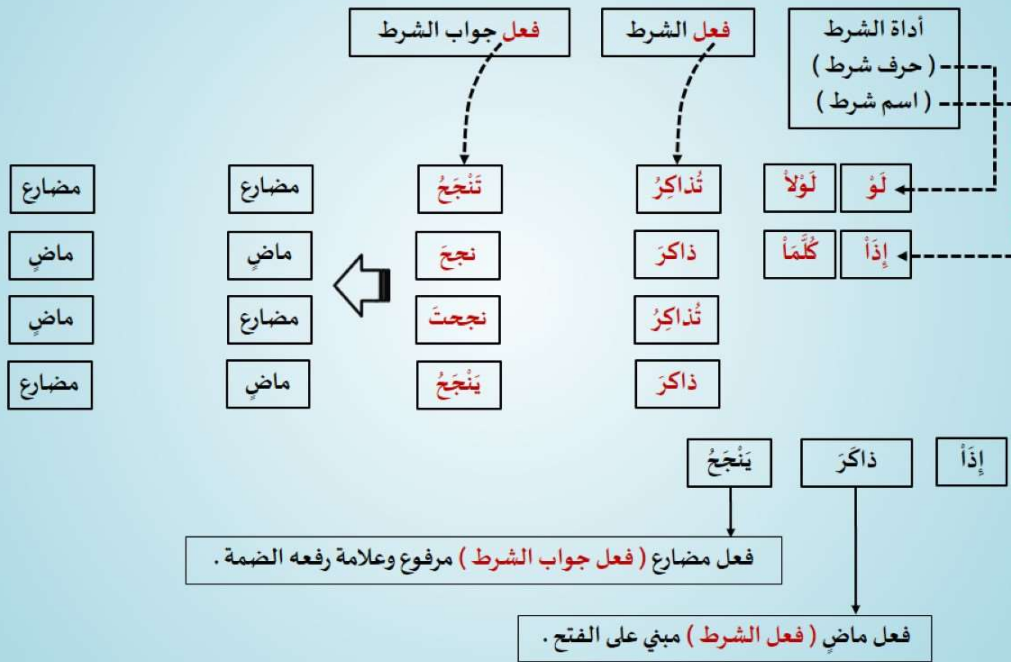 أداة الشرط
( حرف شرط )
( اسم شرط )
فعل الشرط
فعل جواب الشرط
لَوْ لَوْلاْ تُذاكِرُ تَنْجَحُ مضارع مضارع
إِذَاْ كُلَّمَاْ ذاكرَ نجحَ ماضٍ ماضٍ
تُذاكِرُ نجحتَ مضارع ماضٍ
ذاكرَ يَنْجَحُ ماضٍ مضارع
إِذَاْ ذاكَرَ يَنْجَحُ
فعل مضارع ( فعل جواب الشرط ) مرفوع وعلامة رفعه الضمة .
فعل ماضٍ ( فعل الشرط ) مبني على الفتح .